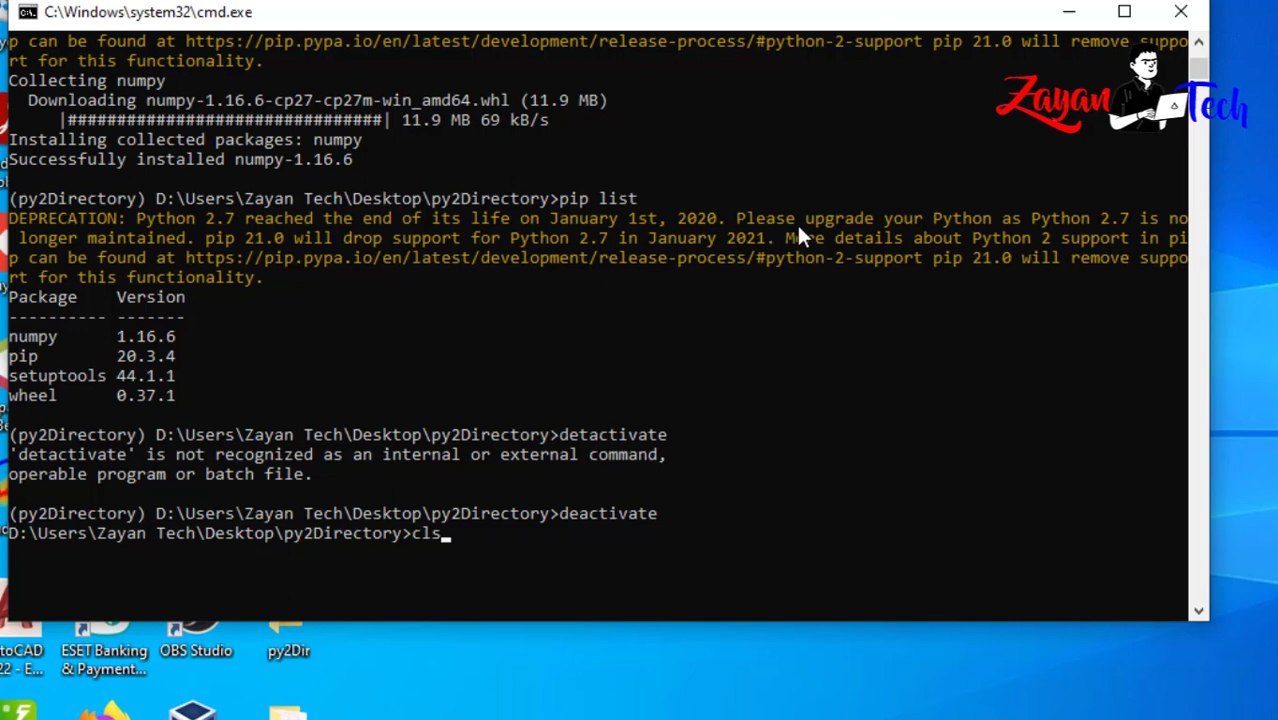 C:\Windows\system32\cmd.exe
p can be found at https://pip.pypa.io/en/latest/development/release-process/#python-2-support pip 21.0 will remove suppo
rt for this functionality.
Collecting numpy
Downloading numpy-1.16.6-cp27-cp27m-win_amd64.whl (11.9 MB)
|################################| 11.9 MB 69 kB/s
Installing collected packages: numpy
Successfully installed numpy-1.16.6
Zayan Tech
(py2Directory) D:\Users\Zayan Tech\Desktop\py2Directory>pip list
DEPRECATION: Python 2.7 reached the end of its life on January 1st, 2020. Please upgrade your Python as Python 2.7 is no
longer maintained. pip 21.0 will drop support for Python 2.7 in January 2021. More details about Python 2 support in pi
p can be found at https://pip.pypa.io/en/latest/development/release-process/#python-2-support pip 21.0 will remove suppo
rt for this functionality.
Package    Version
---------- -------
numpy      1.16.6
pip        20.3.4
setuptools 44.1.1
wheel      0.37.1
(py2Directory) D:\Users\Zayan Tech\Desktop\py2Directory>detactivate
'detactivate' is not recognized as an internal or external command,
operable program or batch file.
(py2Directory) D:\Users\Zayan Tech\Desktop\py2Directory>deactivate
D:\Users\Zayan Tech\Desktop\py2Directory>cls_
toCAD
22 - E...
ESET Banking
& Payment...
OBS Studio
py2Dir